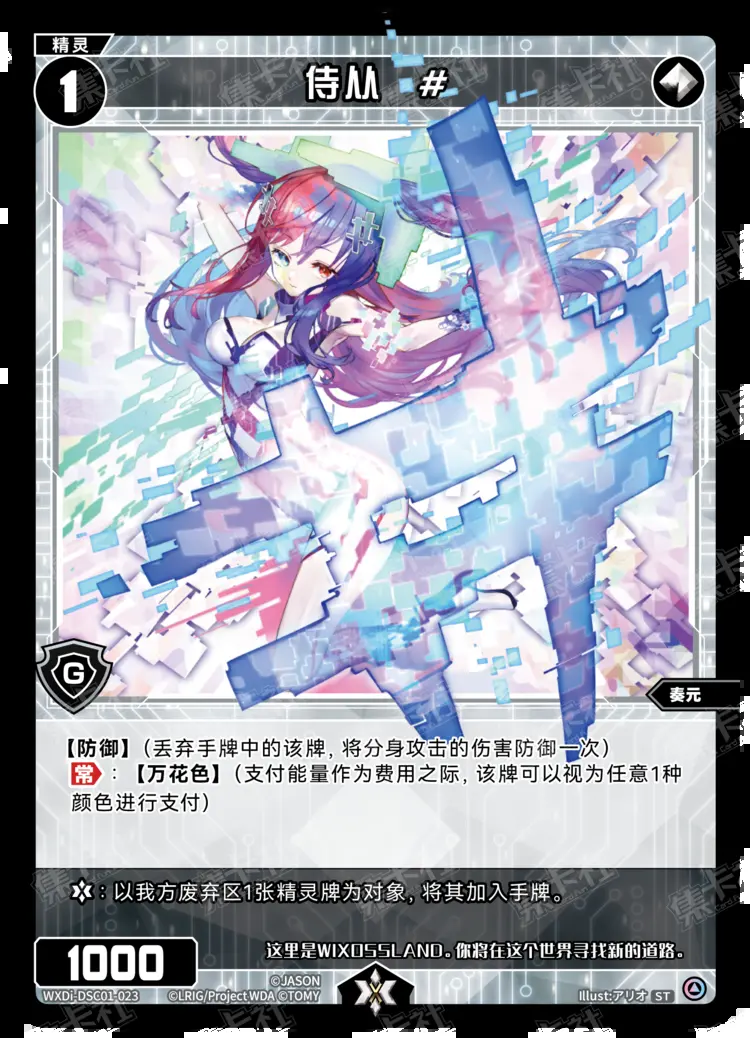 精灵
1
侍从 #
G
奏元
【防御】（丢弃手牌中的该牌, 将分身攻击的伤害防御一次）
常 : 【万花色】（支付能量作为费用之际, 该牌可以视为任意1种
颜色进行支付）
: 以我方废弃区1张精灵牌为对象, 将其加入手牌。
1000
这里是WIXOSSLAND。你将在这个世界寻找新的道路。
WXDi-DSC01-023
©LRIG/Project WDA ©TOMY
©JASON
Illust:アリオ ST
集卡社